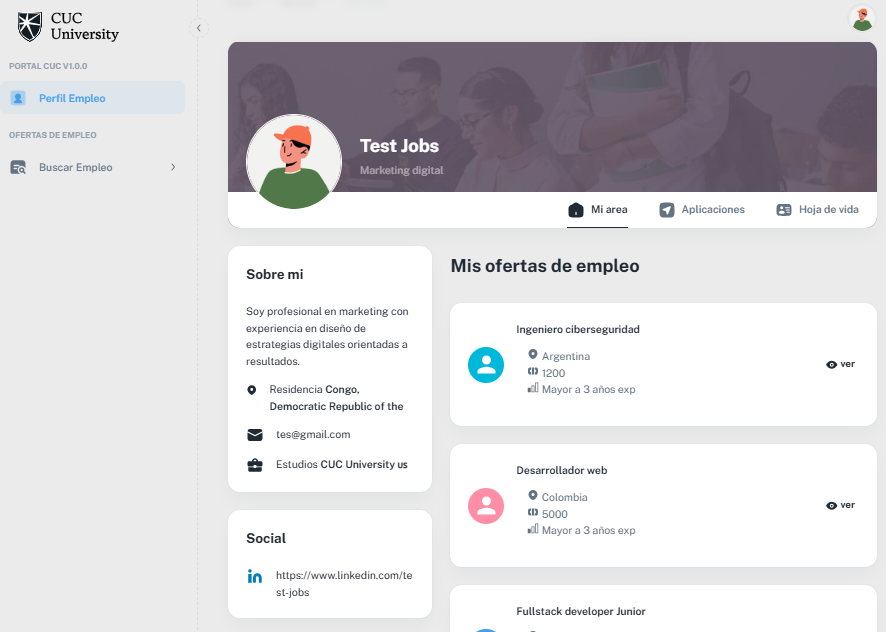 CUC
University
PORTAL CUC V1.0.0
Perfil Empleo
OFERTAS DE EMPLEO
Buscar Empleo
Test Jobs
Marketing digital
Mi area
Aplicaciones
Hoja de vida
Sobre mi
Soy profesional en marketing con
experiencia en diseño de
estrategias digitales orientadas a
resultados.
Residencia Congo,
Democratic Republic of the
tes@gmail.com
Estudios CUC University us
Social
https://www.linkedin.com/te
st-jobs
Mis ofertas de empleo
Ingeniero ciberseguridad
Argentina
1200
Mayor a 3 años exp
ver
Desarrollador web
Colombia
5000
Mayor a 3 años exp
ver
Fullstack developer Junior